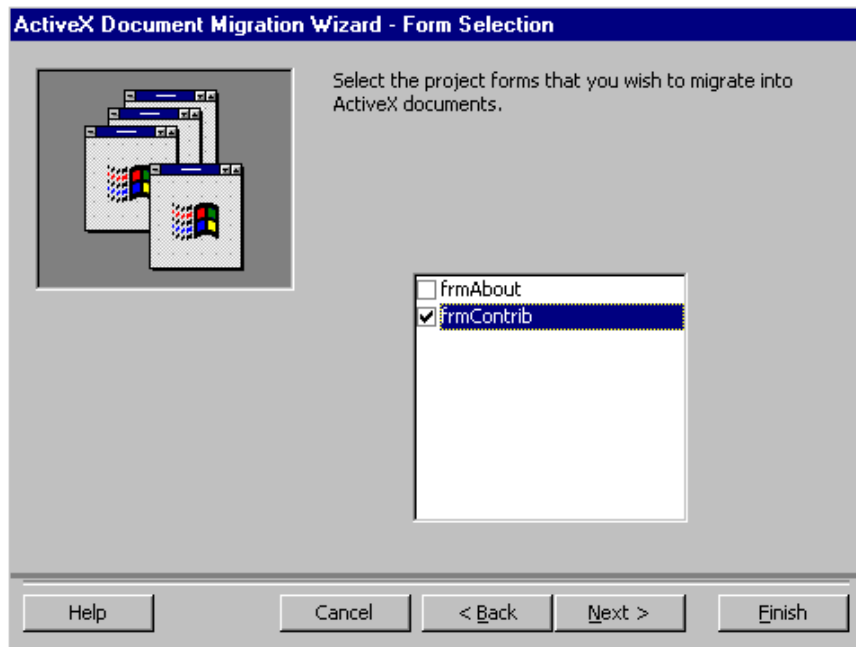 ActiveX Document Migration Wizard - Form Selection
Select the project forms that you wish to migrate into
ActiveX documents.
frmAbout
frmContrib
Help
Cancel
< Back
Next >
Finish